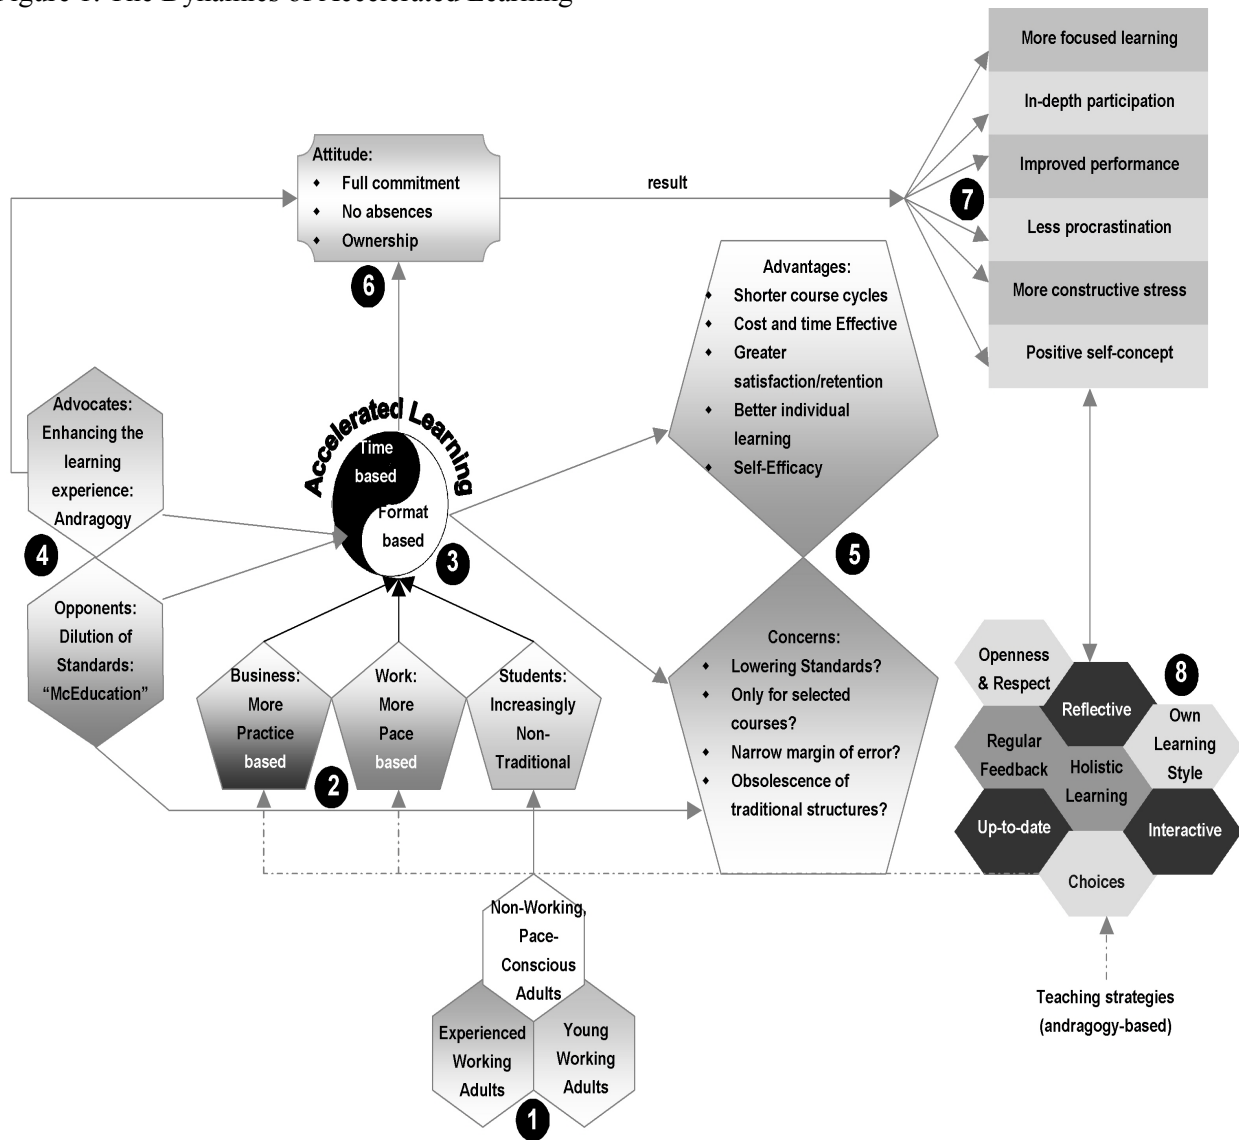 Figure 1: The Dynamics of Accelerated Learning
More focused learning
In-depth participation
Improved performance
Less procrastination
More constructive stress
Positive self-concept
7
Attitude:
♦ Full commitment
♦ No absences
♦ Ownership
result
6
Advantages:
♦ Shorter course cycles
♦ Cost and time Effective
♦ Greater
satisfaction/retention
♦ Better individual
learning
♦ Self-Efficacy
Advocates:
Enhancing the
learning
experience:
Andragogy
4
Opponents:
Dilution of
Standards:
“McEducation”
Accelerated Learning
Time
based
Format
based
3
5
Business:
More
Practice
based
Work:
More
Pace
based
Students:
Increasingly
Non-
Traditional
2
Concerns:
♦ Lowering Standards?
♦ Only for selected
courses?
♦ Narrow margin of error?
♦ Obsolescence of
traditional structures?
Openness
& Respect
Reflective
8
Regular
Feedback
Own
Learning
Style
Holistic
Learning
Up-to-date
Interactive
Choices
Teaching strategies
(andragogy-based)
Non-Working,
Pace-
Conscious
Adults
Experienced
Working
Adults
Young
Working
Adults
1